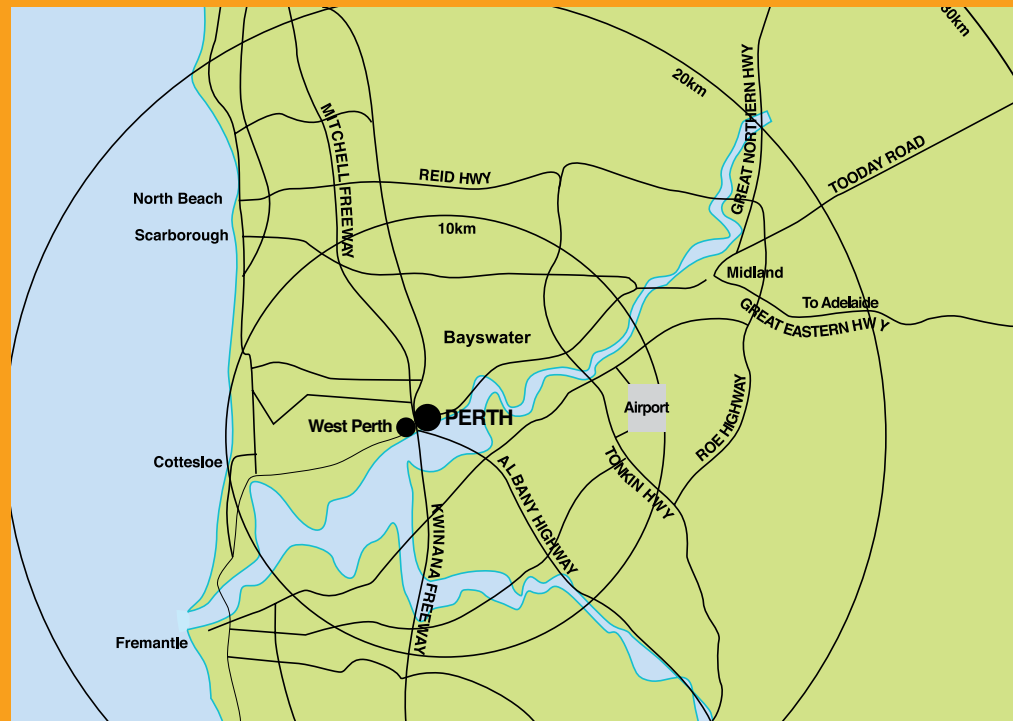 30km
20km
MITCHELL FREEWAY
GREAT NORTHERN HWY
TOODAY ROAD
REID HWY
North Beach
10km
Scarborough
Midland
To Adelaide
GREAT EASTERN HWY
Bayswater
Airport
PERTH
West Perth
ROE HIGHWAY
Cottesloe
ALBANY HIGHWAY
TONKIN HWY
KWINANA FREEWAY
Fremantle